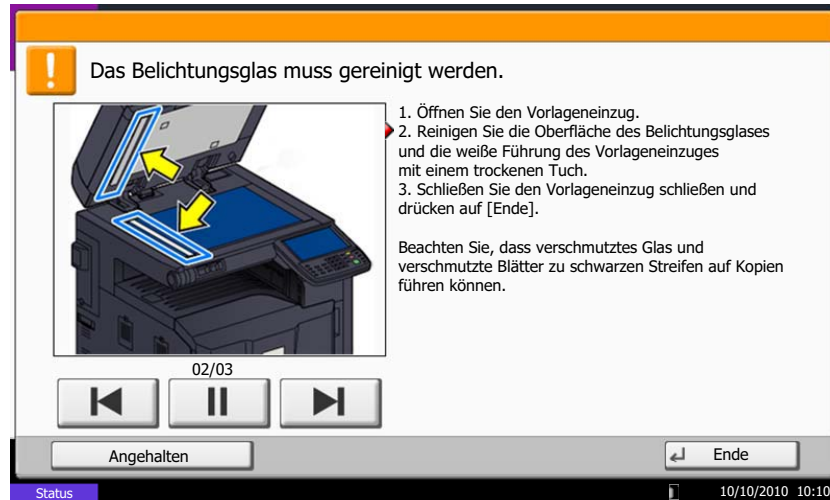 Das Belichtungsglas muss gereinigt werden.
1. Öffnen Sie den Vorlageneinzug.
2. Reinigen Sie die Oberfläche des Belichtungsglases
und die weiße Führung des Vorlageneinzuges
mit einem trockenen Tuch.
3. Schließen Sie den Vorlageneinzug schließen und
drücken auf [Ende].
Beachten Sie, dass verschmutztes Glas und
verschmutzte Blätter zu schwarzen Streifen auf Kopien
führen können.
02/03
Angehalten
Ende
Status
10/10/2010 10:10